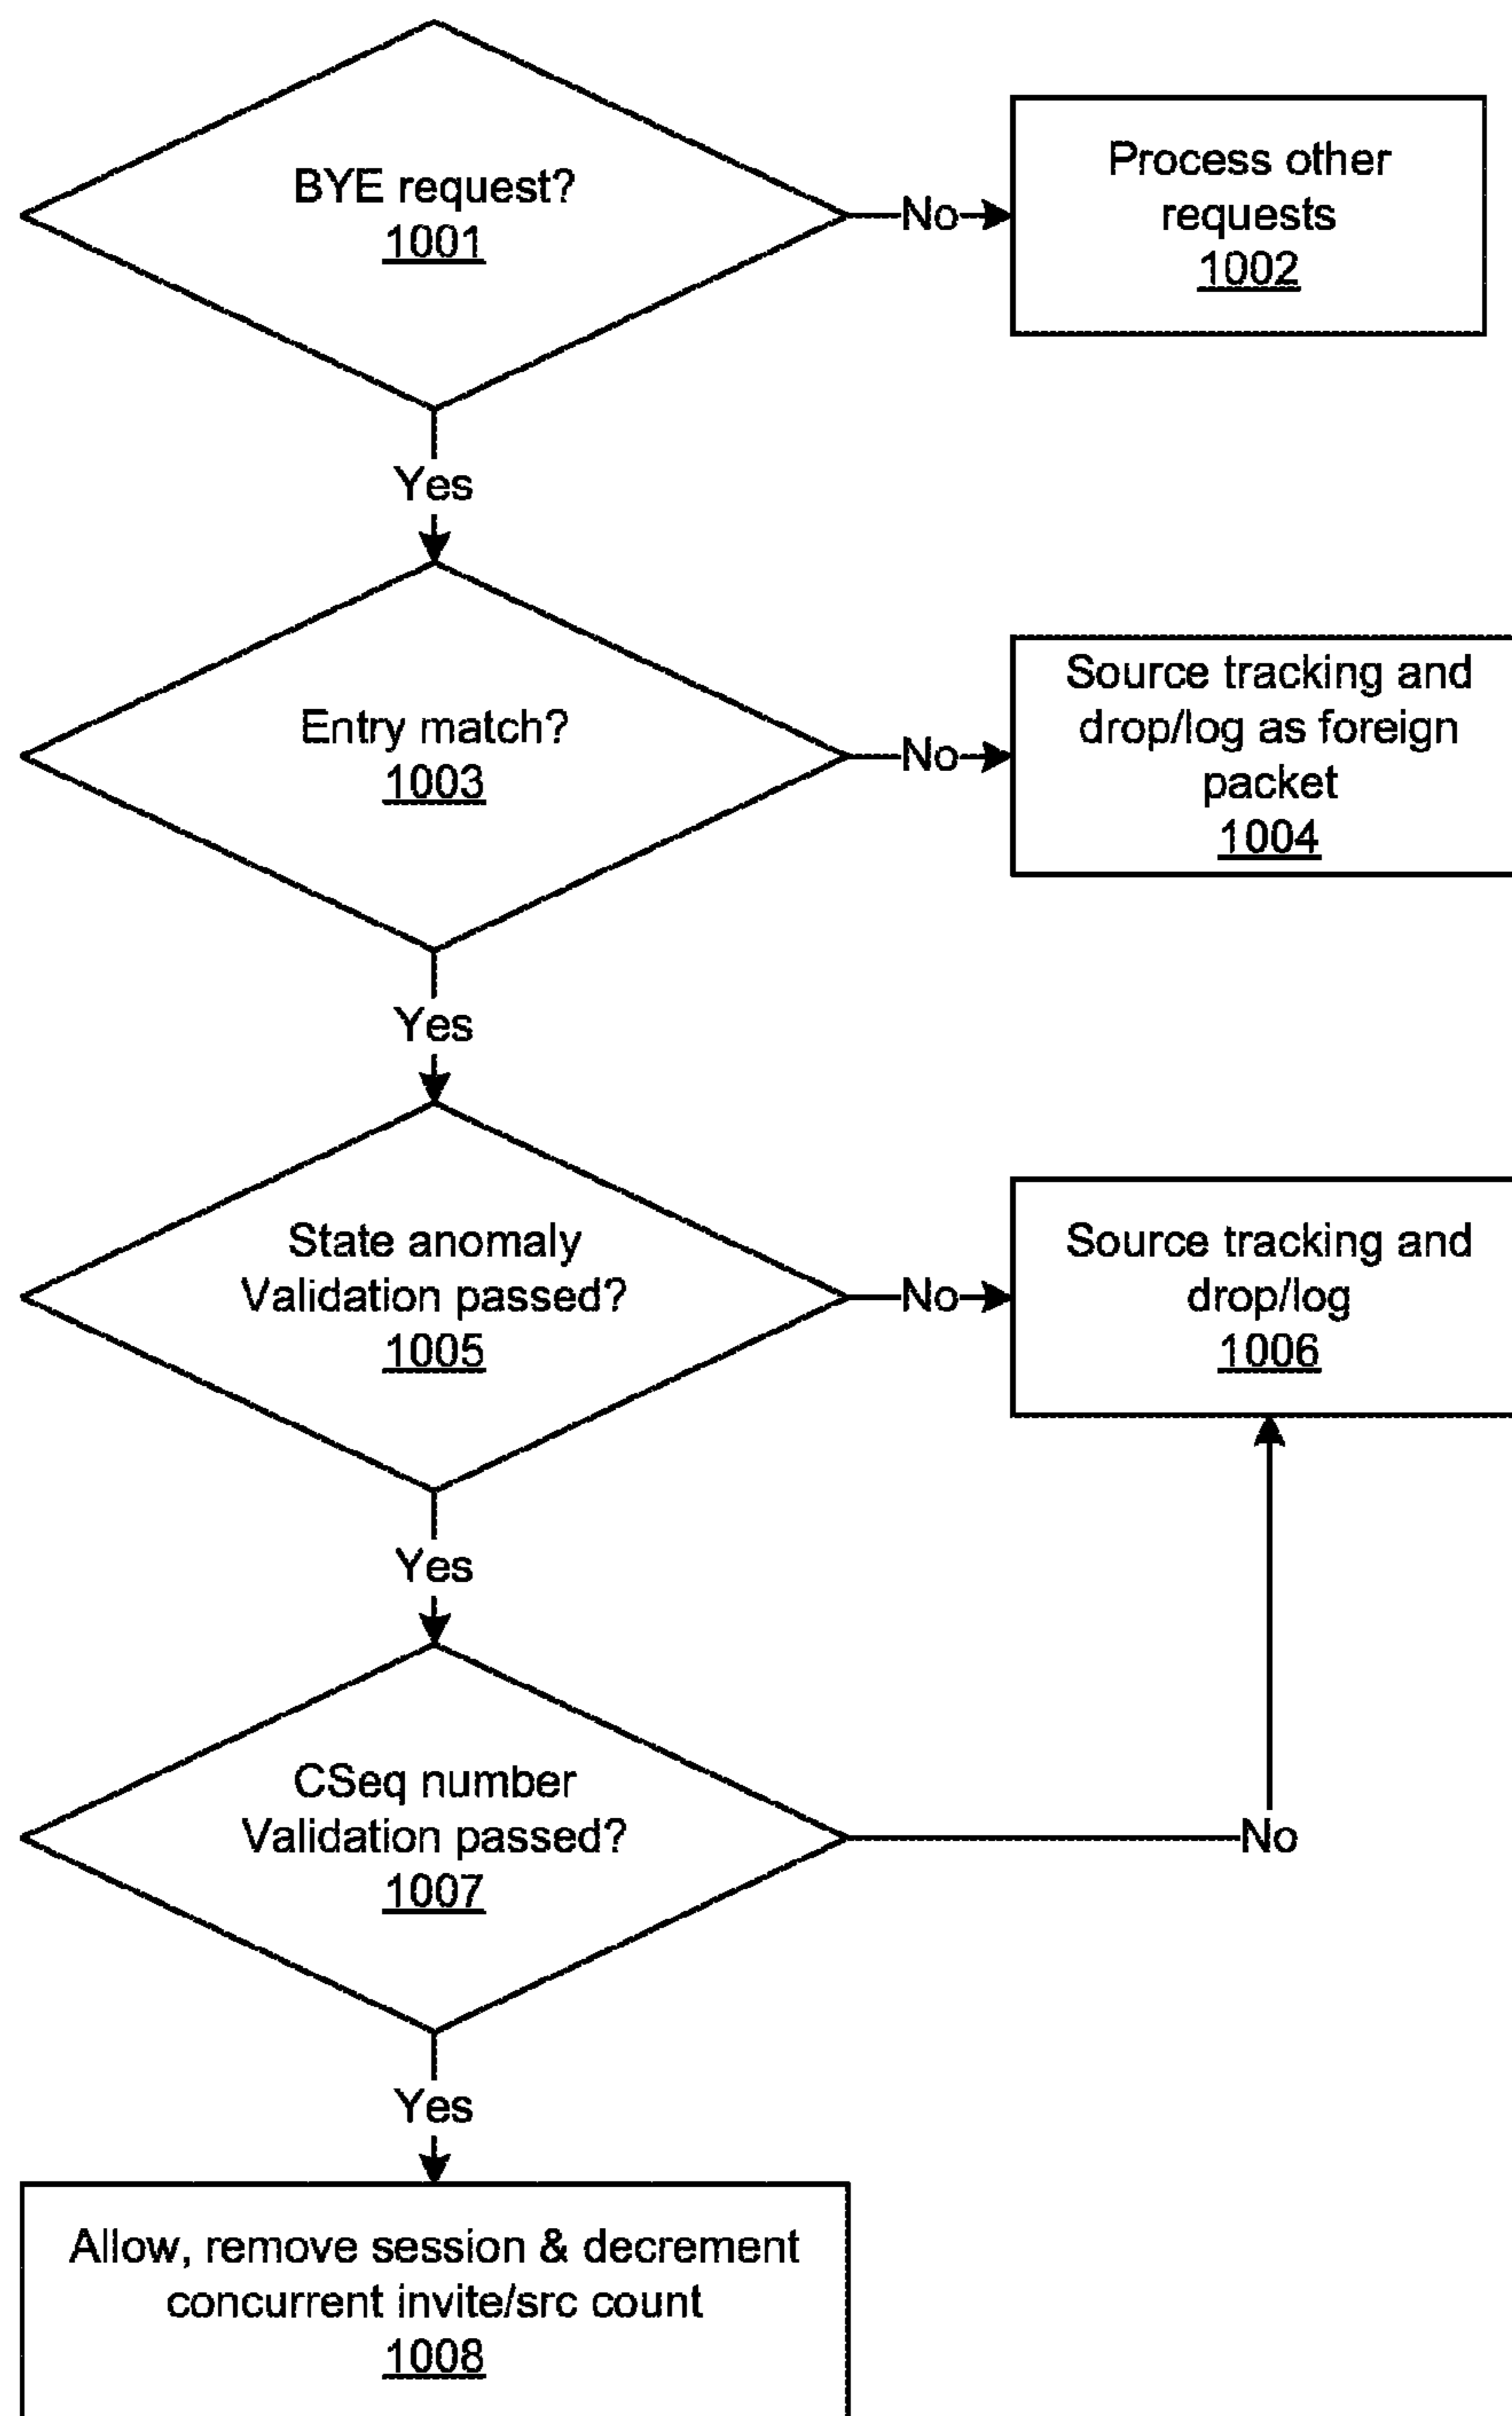 BYE request?
1001
No
Process other
requests
1002
Yes
Entry match?
1003
No
Source tracking and
drop/log as foreign
packet
1004
Yes
State anomaly
Validation passed?
1005
No
Source tracking and
drop/log
1006
Yes
CSeq number
Validation passed?
1007
No
Yes
Allow, remove session & decrement
concurrent invite/src count
1008